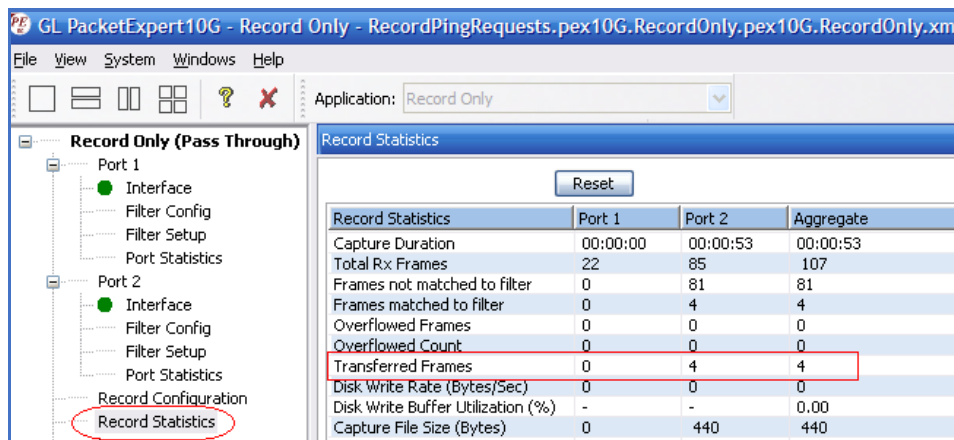 GL PacketExpert10G - Record Only - RecordPingRequests.pex10G.RecordOnly.pex10G.RecordOnly.xm
File View System Windows Help
Application: Record Only
Record Only (Pass Through)
Port 1
Interface
Filter Config
Filter Setup
Port Statistics
Port 2
Interface
Filter Config
Filter Setup
Port Statistics
Record Configuration
Record Statistics
Record Statistics
Reset
Record Statistics Port 1 Port 2 Aggregate
Capture Duration 00:00:00 00:00:53 00:00:53
Total Rx Frames 22 85 107
Frames not matched to filter 0 81 81
Frames matched to filter 0 4 4
Overflowed Frames 0 0 0
Overflowed Count 0 0 0
Transferred Frames 0 4 4
Disk Write Rate (Bytes/Sec) 0 0 0
Disk Write Buffer Utilization (%) - - 0.00
Capture File Size (Bytes) 0 440 440